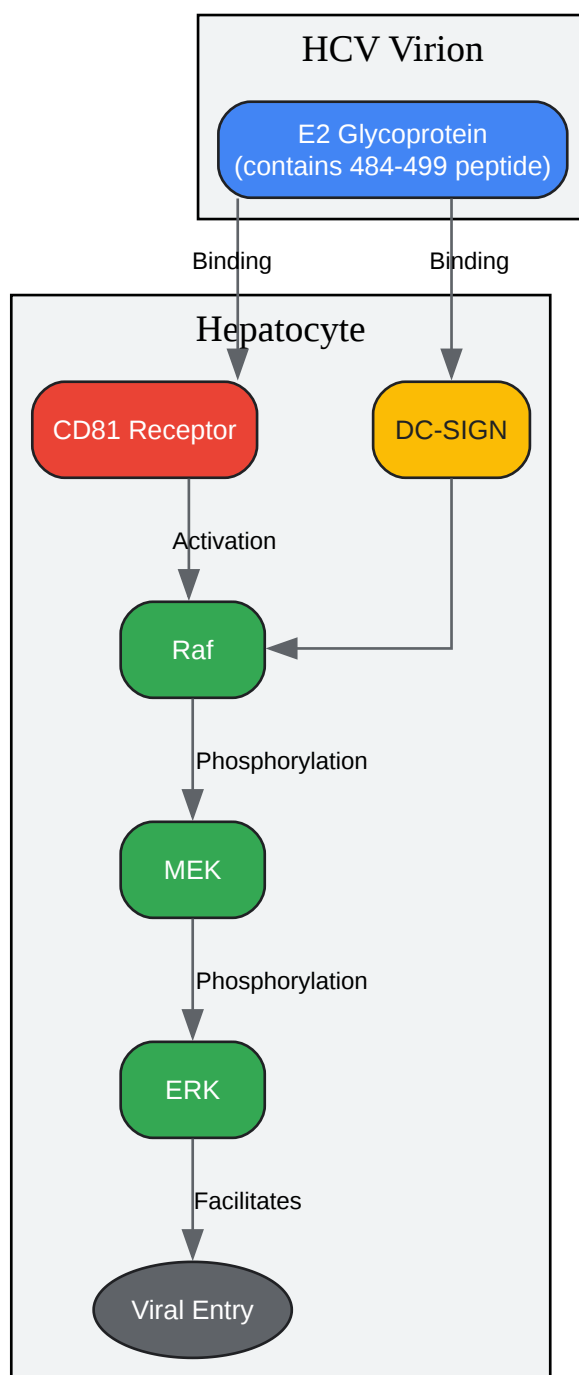 HCV Virion
E2 Glycoprotein
(contains 484-499 peptide)
Binding
Binding
Hepatocyte
CD81 Receptor
DC-SIGN
Activation
Raf
Phosphorylation
MEK
Phosphorylation
ERK
Facilitates
Viral Entry